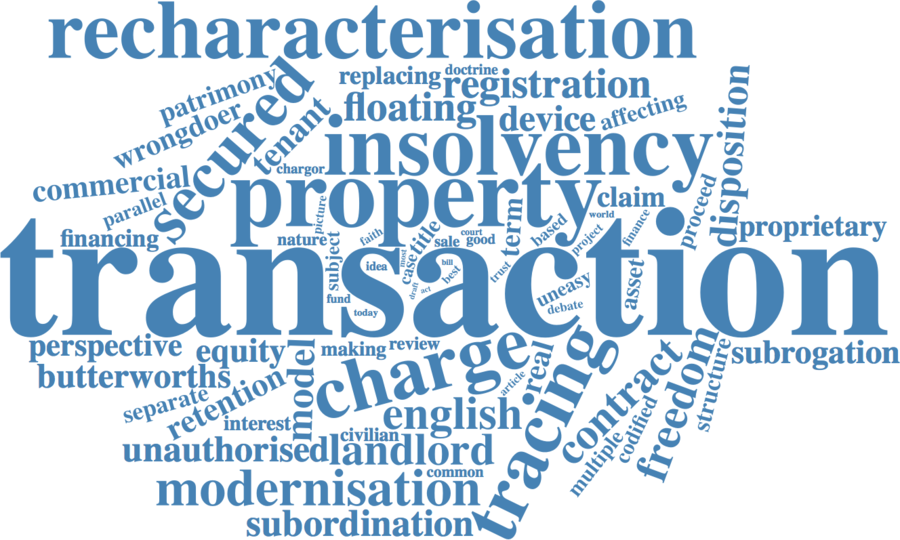 recharacterisation
patrimony
replacing
doctrine
registration
wrongdoer
secured
tenant
floating
device
affecting
disposition
commercial
chargor
insolvency
parallel
property
claim
proceed
financing
nature
picture
term
world
finance
proprietary
subject
faith
title
case
sale
court
good
based
project
transaction
idea
most
bill
best
draft
act
trust
uneasy
asset
fund
today
debate
perspective
equity
model
making
review
charge
real
article
tracing
contract
freedom
structure
subrogation
butterworths
separate
retention
interest
english
multiple
codified
unauthorised
civilian
landlord
common
modernisation
subordination